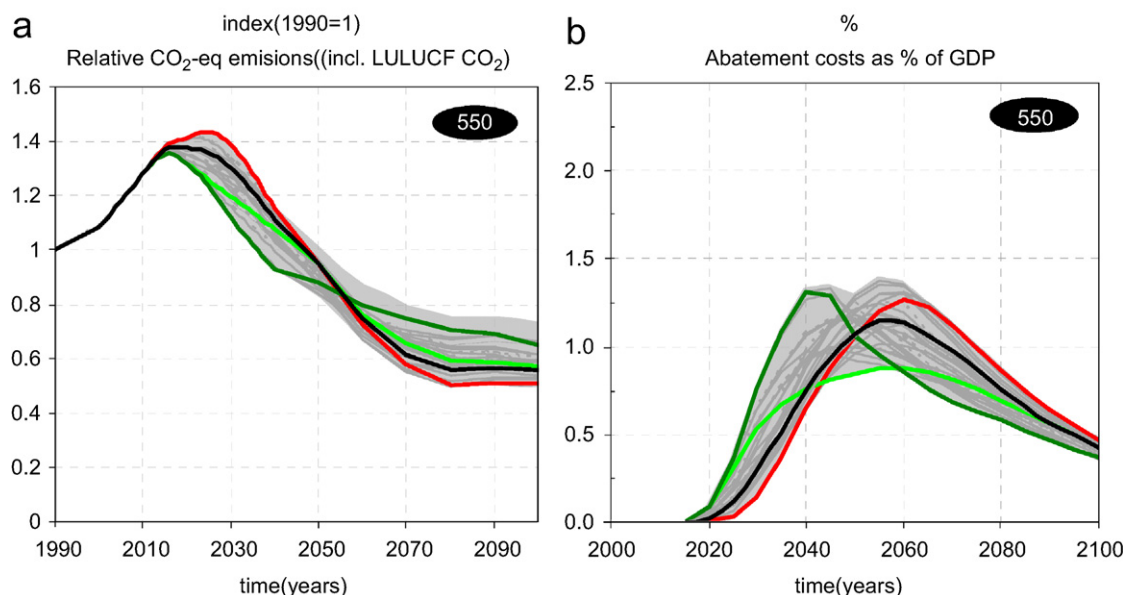 a
index(1990=1)
Relative CO₂-eq emisions((incl. LULUCF CO₂)
550
1.6
1.4
1.2
1
0.8
0.6
0.4
0.2
0
1990 2010 2030 2050 2070 2090
time(years)
b
%
Abatement costs as % of GDP
550
2.5
2.0
1.5
1.0
0.5
0.0
2000 2020 2040 2060 2080 2100
time(years)